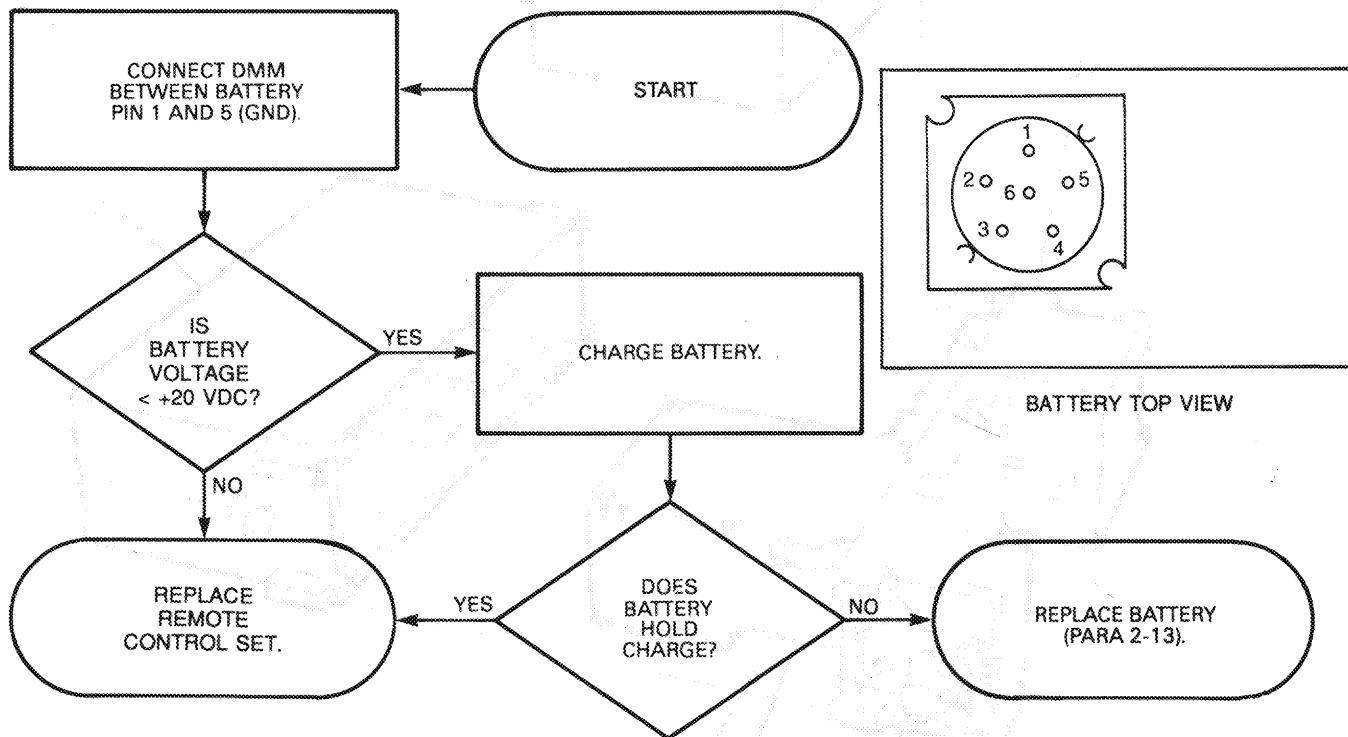 START
CONNECT DMM
BETWEEN BATTERY
PIN 1 AND 5 (GND).
IS
BATTERY
VOLTAGE
< +20 VDC?
YES
NO
CHARGE BATTERY.
DOES
BATTERY
HOLD
CHARGE?
YES
NO
REPLACE
REMOTE
CONTROL SET.
REPLACE BATTERY
(PARA 2-13).
1
2
6
5
3
4
BATTERY TOP VIEW